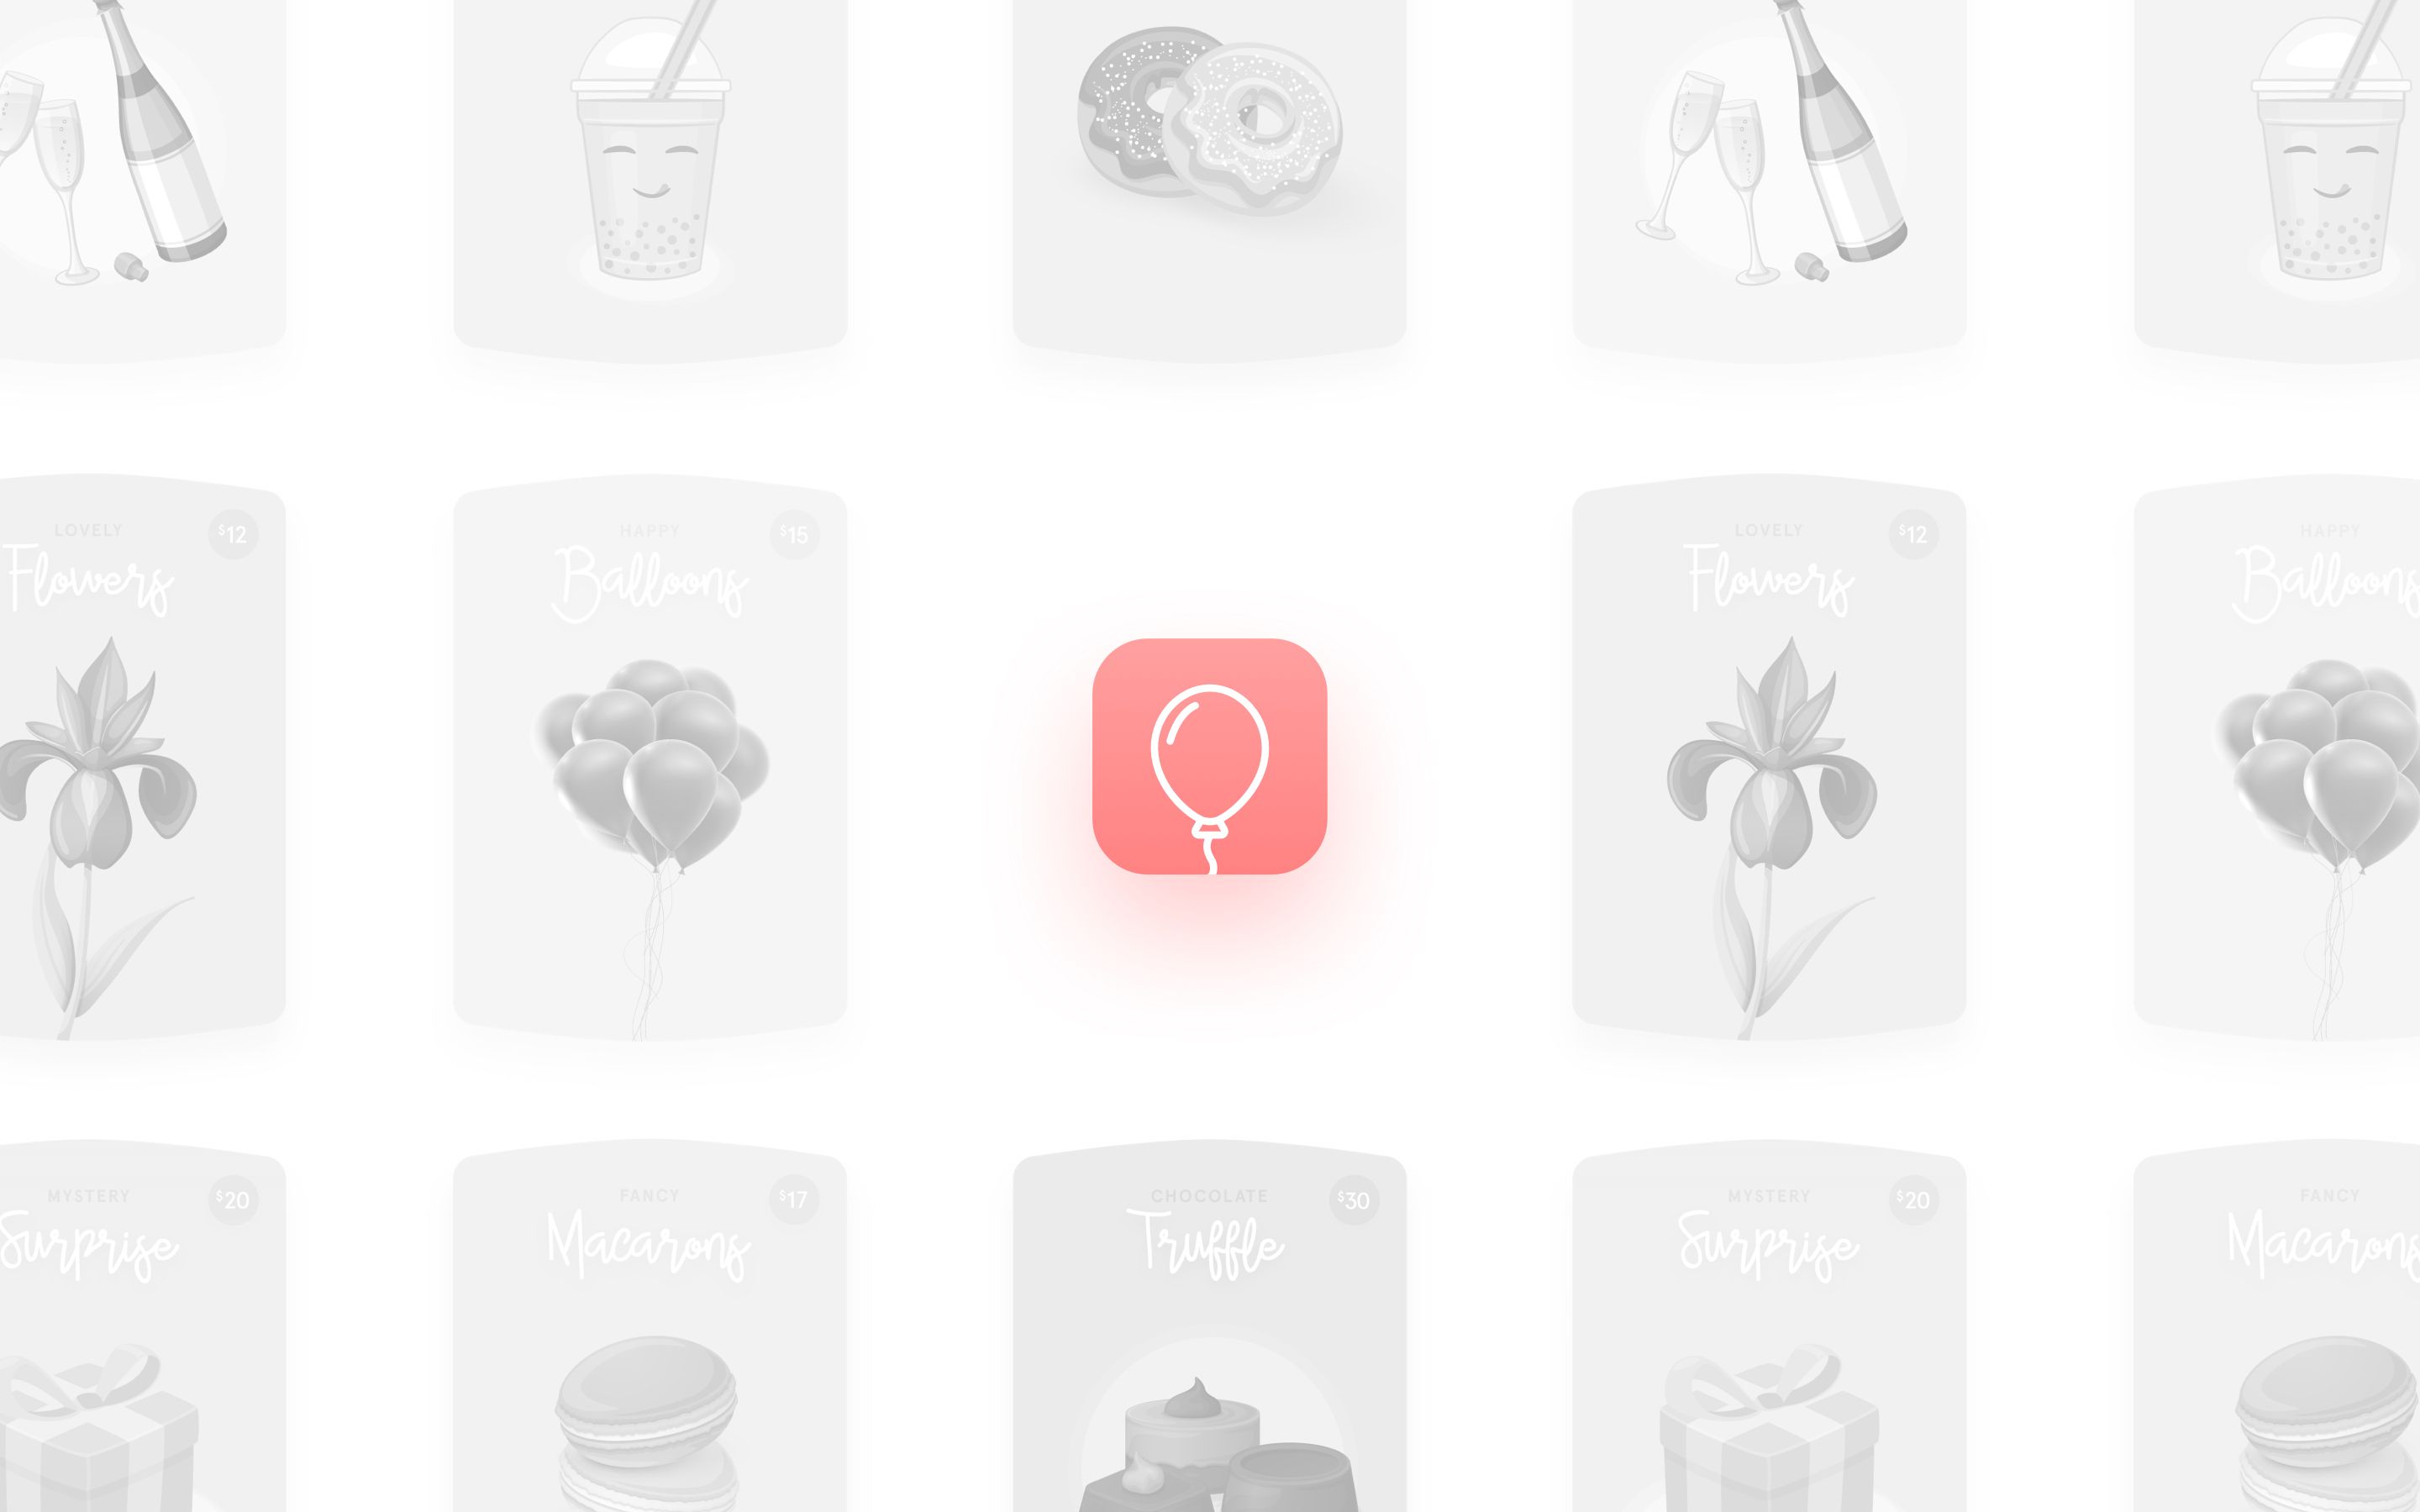 LOVELY
$12
Flowers
HAPPY
$15
Balloons
LOVELY
$12
Flowers
HAPPY
Balloons
MYSTERY
$20
Surprise
FANCY
$17
Macarons
CHOCOLATE
$30
Truffle
MYSTERY
$20
Surprise
FANCY
Macarons